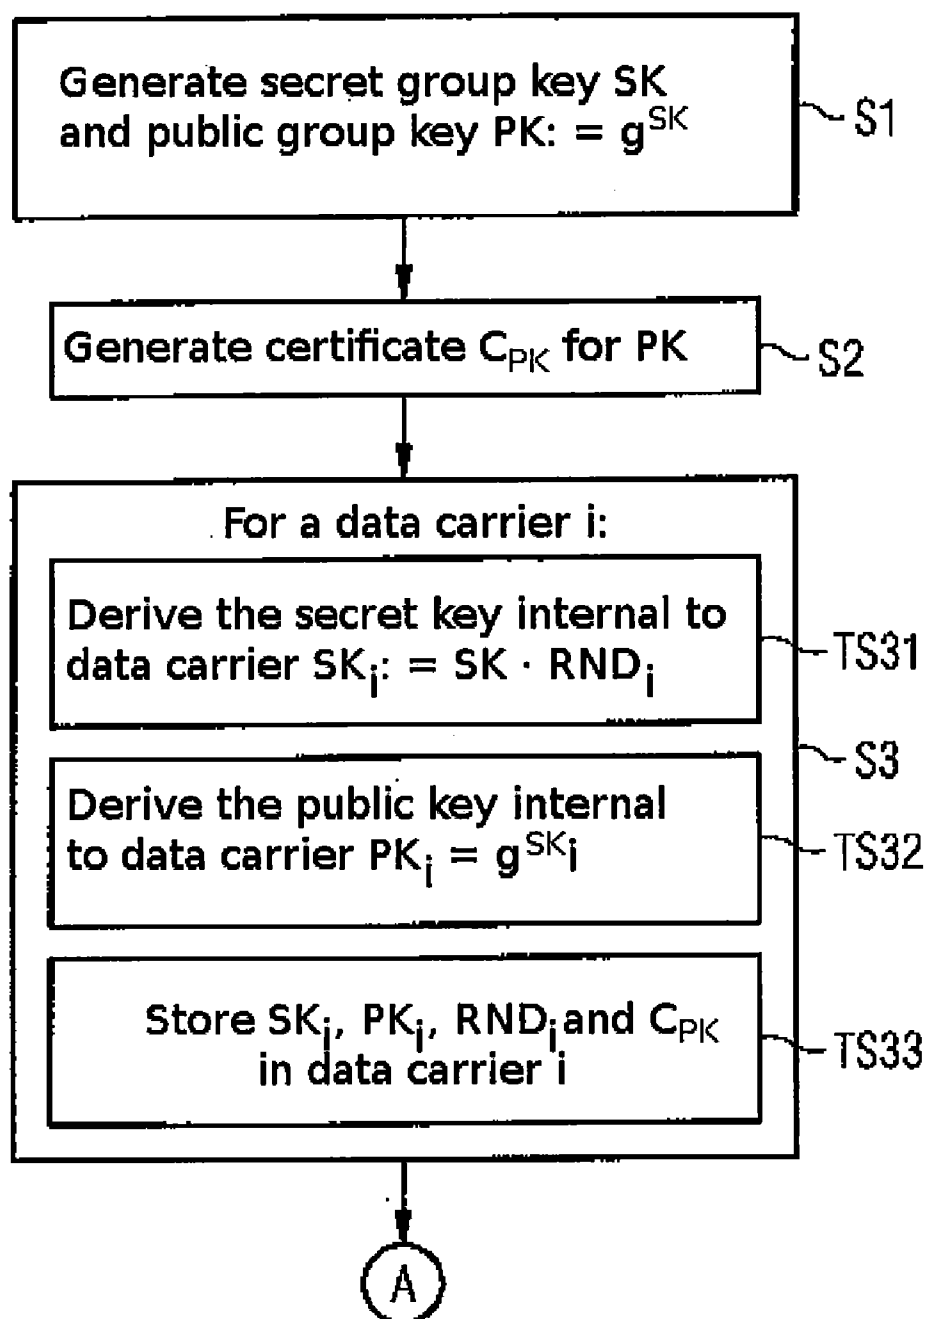 Generate secret group key SK
and public group key PK: = g^SK
S1
Generate certificate C_PK for PK
S2
For a data carrier i:
Derive the secret key internal to
data carrier SK_i: = SK · RND_i
TS31
S3
Derive the public key internal
to data carrier PK_i = g^SK_i
TS32
Store SK_i, PK_i, RND_i and C_PK
in data carrier i
TS33
A